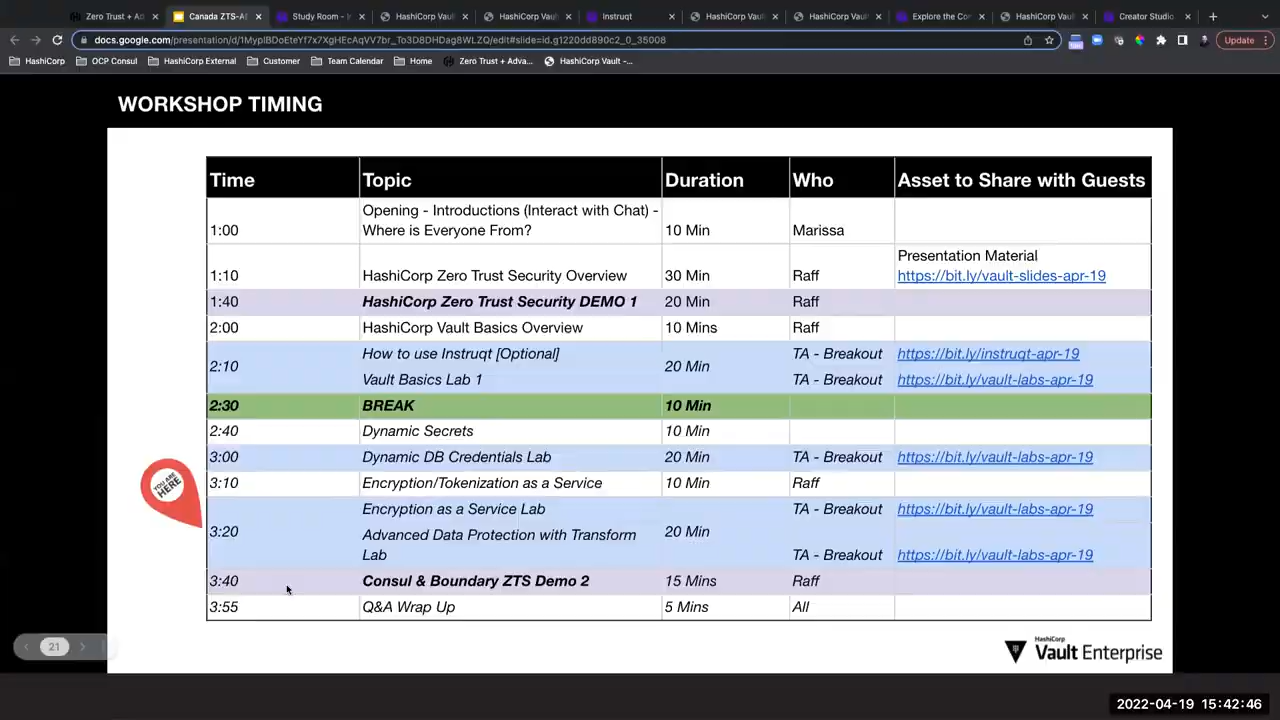 Zero Trust + Ad
Canada ZTS-A
Study Room - I
HashiCorp Vaul
HashiCorp Vau
Instruqt
HashiCorp Vaul
HashiCorp Vau
Explore the Co
HashiCorp Vaul
Creator Studio
docs.google.com/presentation/d/1MyplBDoEteYf7x7XgHEcAqVV7br_To3D8DHDag8WLZQ/edit#slide=id.g1220dd890c2_0_35008
Update
HashiCorp OCP Consul HashiCorp External Customer Team Calendar Home Zero Trust + Adva... HashiCorp Vault -...
WORKSHOP TIMING
Time Topic Duration Who Asset to Share with Guests
Opening - Introductions (Interact with Chat) -
1:00 Where is Everyone From? 10 Min Marissa
Presentation Material
1:10 HashiCorp Zero Trust Security Overview 30 Min Raff https://bit.ly/vault-slides-apr-19
1:40 HashiCorp Zero Trust Security DEMO 1 20 Min Raff
2:00 HashiCorp Vault Basics Overview 10 Mins Raff
How to use Instruqt [Optional] TA - Breakout https://bit.ly/instruqt-apr-19
2:10 20 Min
Vault Basics Lab 1 TA - Breakout https://bit.ly/vault-labs-apr-19
2:30 BREAK 10 Min
2:40 Dynamic Secrets 10 Min
3:00 Dynamic DB Credentials Lab 20 Min TA - Breakout https://bit.ly/vault-labs-apr-19
YOU ARE
HERE
3:10 Encryption/Tokenization as a Service 10 Min Raff
Encryption as a Service Lab TA - Breakout https://bit.ly/vault-labs-apr-19
3:20 20 Min
Advanced Data Protection with Transform
Lab TA - Breakout https://bit.ly/vault-labs-apr-19
3:40 Consul & Boundary ZTS Demo 2 15 Mins Raff
3:55 Q&A Wrap Up 5 Mins All
21
HashiCorp
Vault Enterprise
2022-04-19 15:42:46